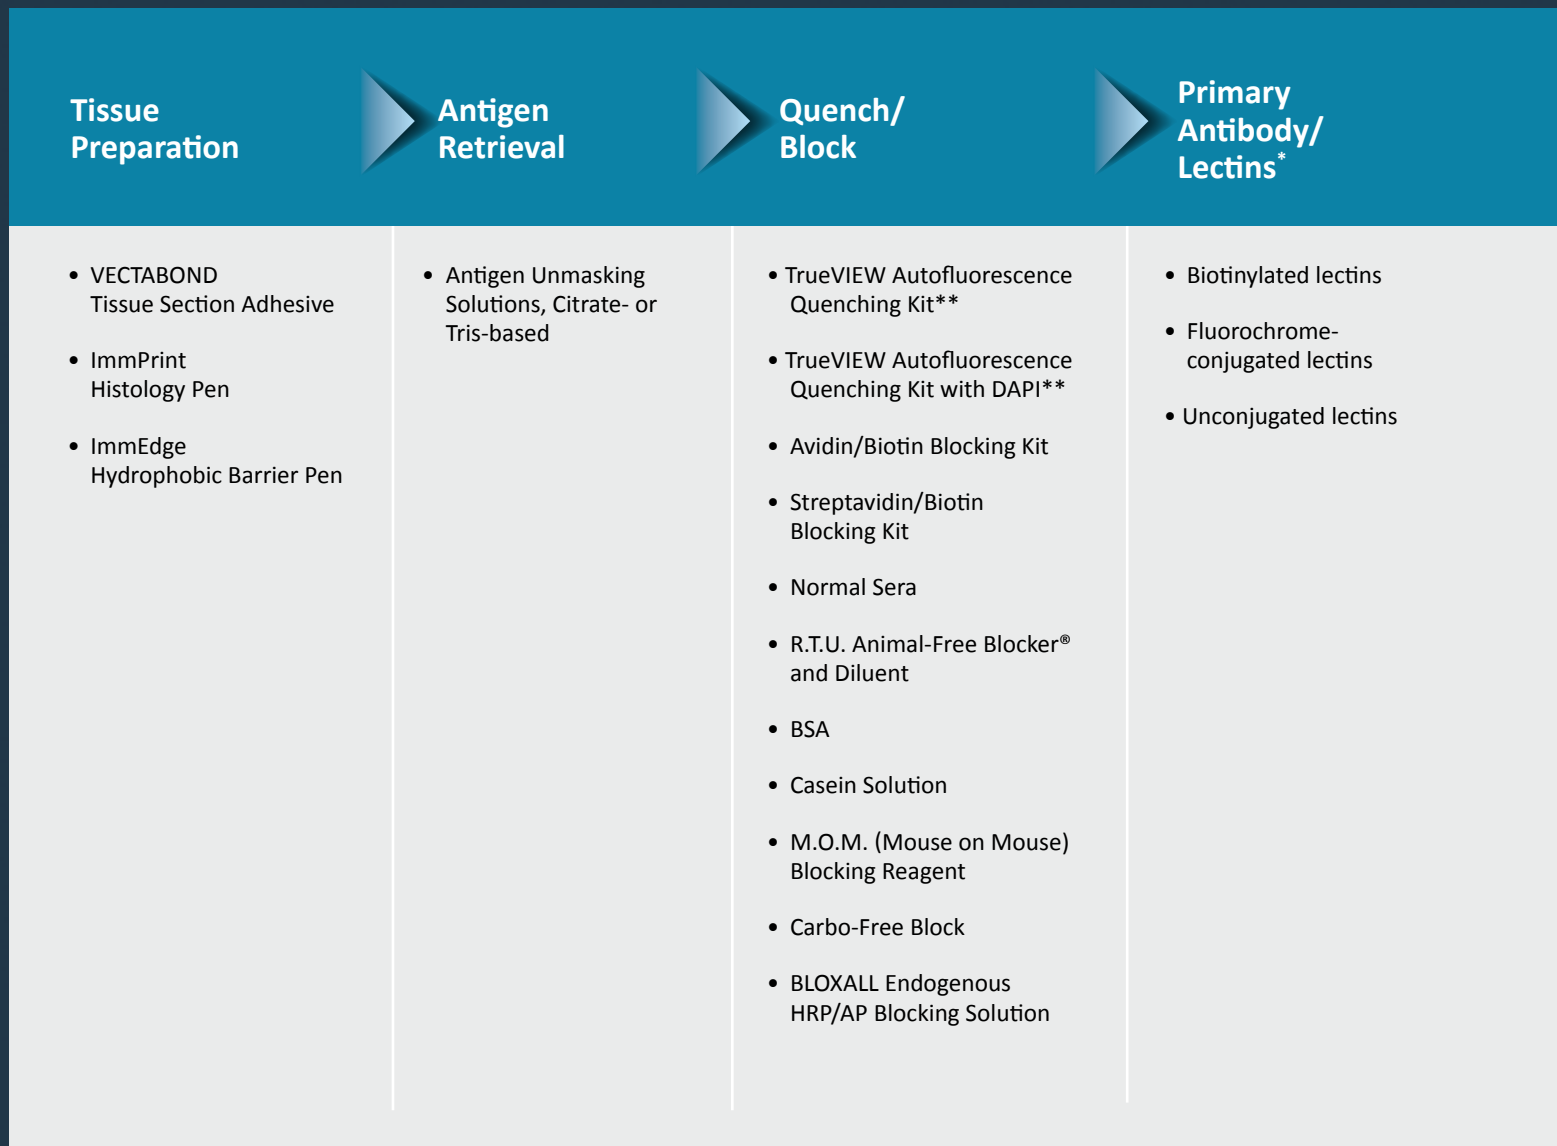 Tissue
Preparation
Antigen
Retrieval
Quench/
Block
Primary
Antibody/
Lectins*
• VECTABOND
Tissue Section Adhesive
• ImmPrint
Histology Pen
• ImmEdge
Hydrophobic Barrier Pen
• Antigen Unmasking
Solutions, Citrate- or
Tris-based
• TrueVIEW Autofluorescence
Quenching Kit**
• TrueVIEW Autofluorescence
Quenching Kit with DAPI**
• Avidin/Biotin Blocking Kit
• Streptavidin/Biotin
Blocking Kit
• Normal Sera
• R.T.U. Animal-Free Blocker®
and Diluent
• BSA
• Casein Solution
• M.O.M. (Mouse on Mouse)
Blocking Reagent
• Carbo-Free Block
• BLOXALL Endogenous
HRP/AP Blocking Solution
• Biotinylated lectins
• Fluorochrome-
conjugated lectins
• Unconjugated lectins